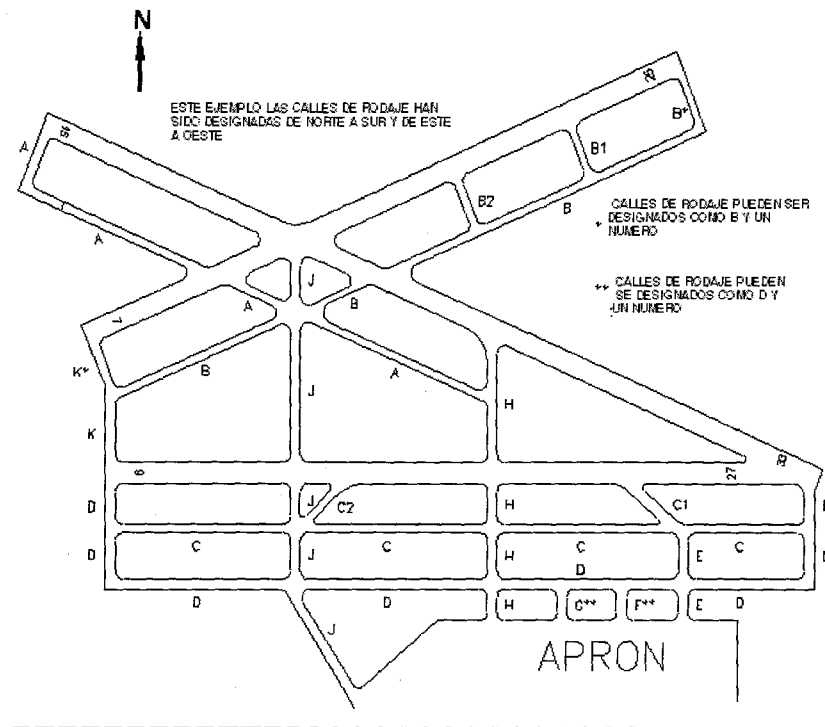 N
ESTE EJEMPLO LAS CALLES DE RODAJE HAN
SIDO DESIGNADAS DE NORTE A SUR Y DE ESTE
A OESTE
A
A
B*
B1
B2
B
* CALLES DE RODAJE PUEDEN SER
DESIGNADOS COMO B Y UN
NUMERO
J
** CALLES DE RODAJE PUEDEN
SE DESIGNADOS COMO D Y
UN NUMERO
A
B
7
K*
B
J
A
H
K
9
27
33
D
J
C2
H
C1
D
C
J
C
H
C
D
E
C
D
D
H
G**
F**
E
D
J
APRON